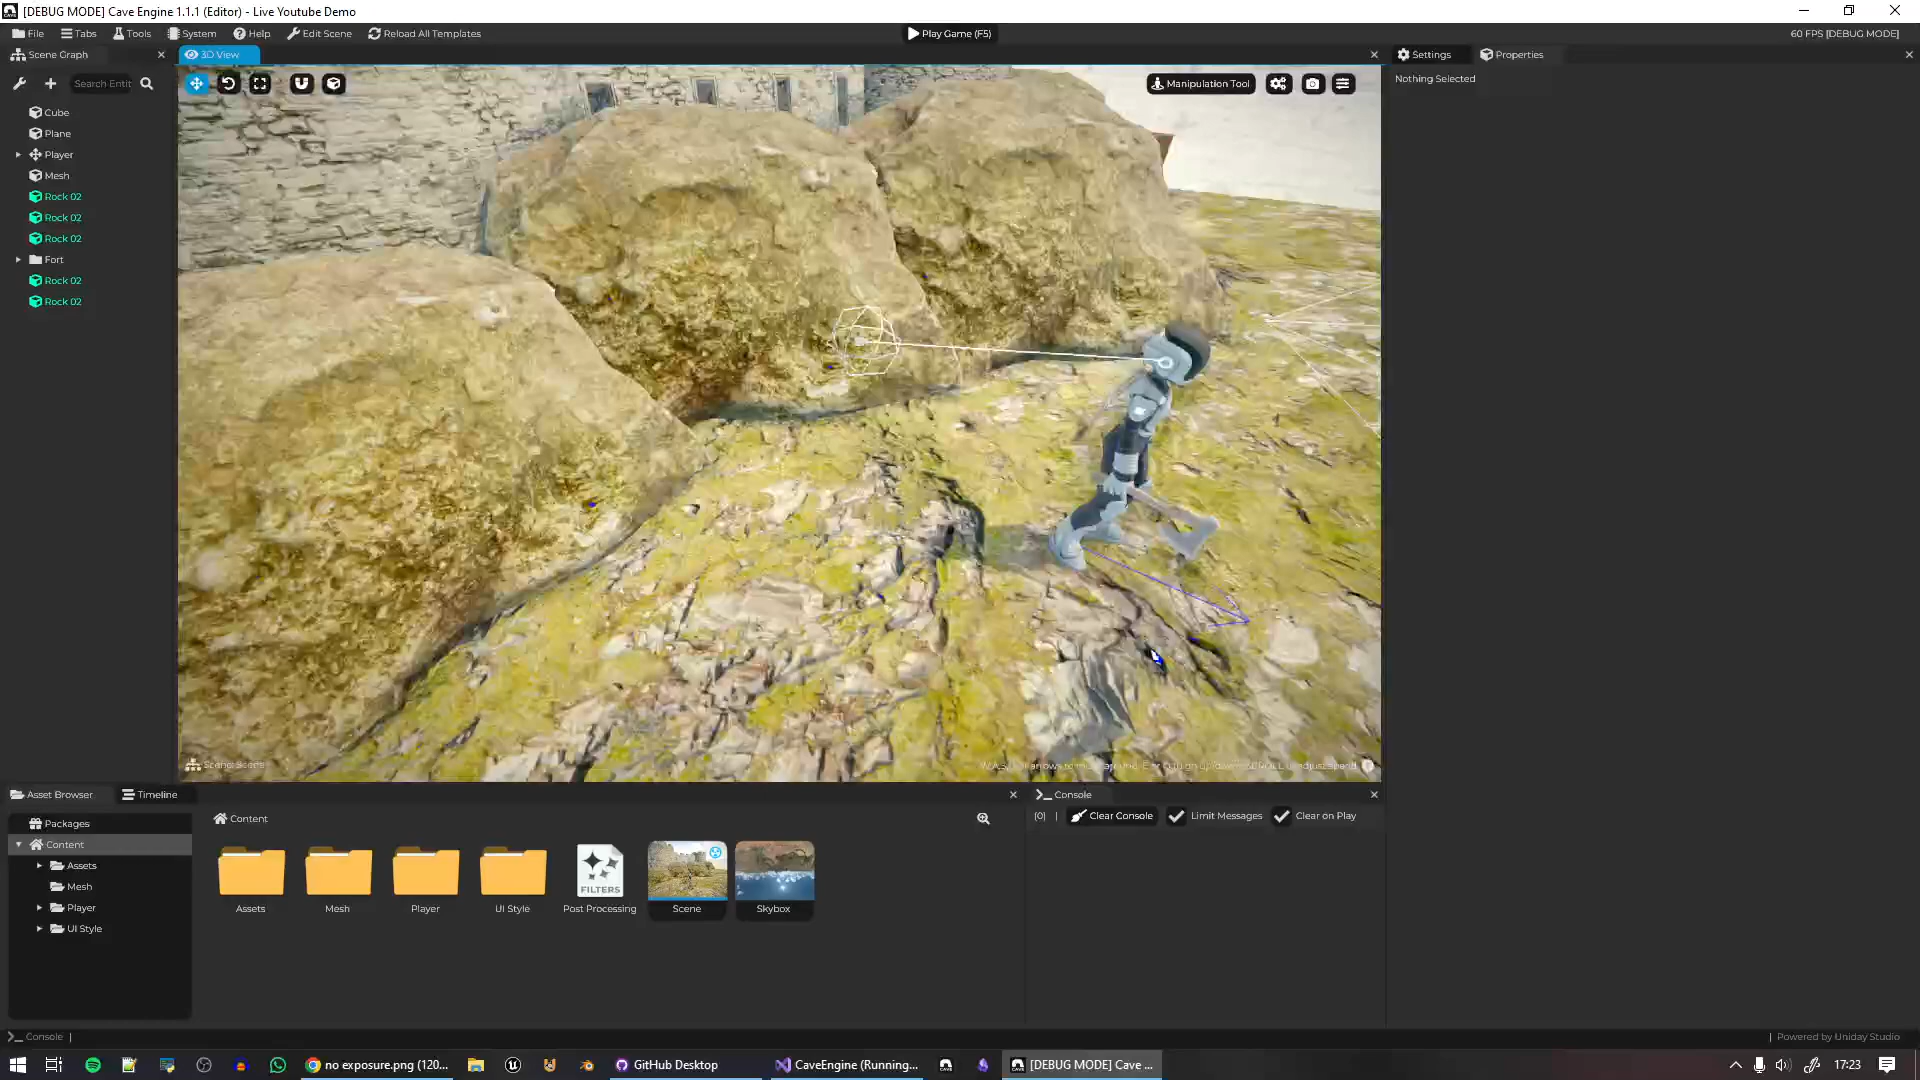 [DEBUG MODE] Cave Engine 1.1.1 (Editor) - Live Youtube Demo
File Tabs Tools System Help Edit Scene Reload All Templates
Play Game (F5)
60 FPS [DEBUG MODE]
Scene Graph
3D View
Settings Properties
Search Entit
Manipulation Tool
Nothing Selected
Cube
Plane
Player
Mesh
Rock 02
Rock 02
Rock 02
Fort
Rock 02
Rock 02
Asset Browser Timeline
Console
Packages
Content
Assets
Mesh
Player
UI Style
Content
FILTERS
Assets Mesh Player UI Style Post Processing Scene Skybox
(0) | Clear Console Limit Messages Clear on Play
Console |
| Powered by Uniday Studio
no exposure.png (120... GitHub Desktop CaveEngine (Running... [DEBUG MODE] Cave ... 17:23